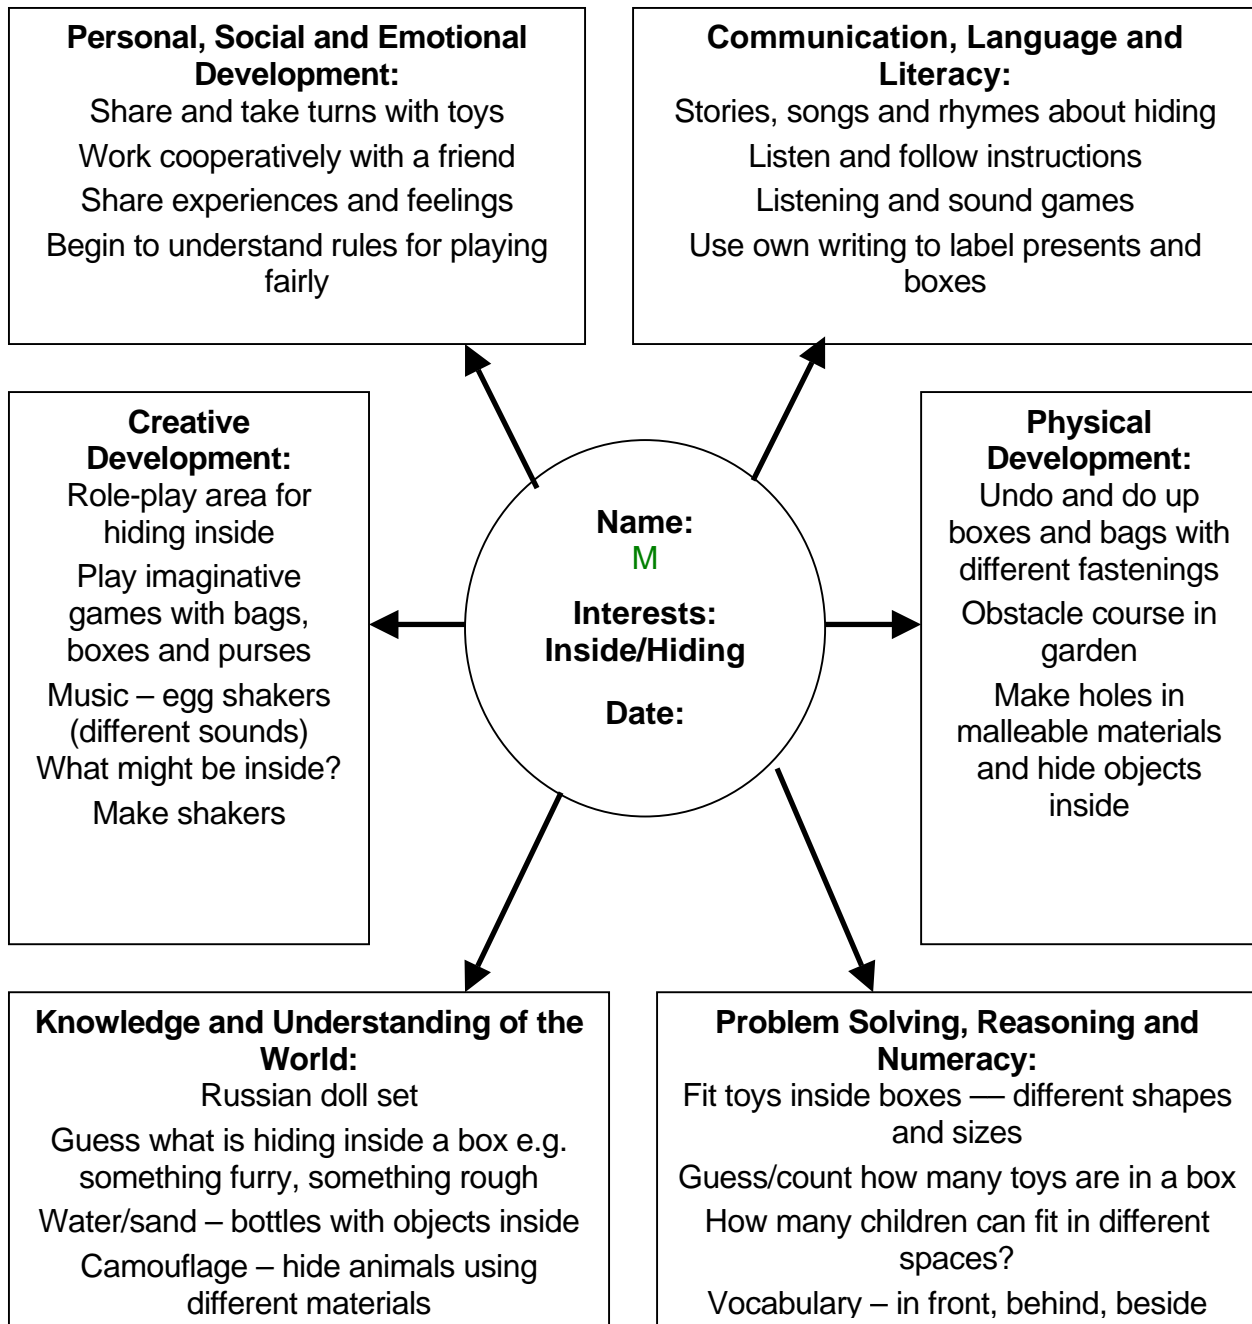 Personal, Social and Emotional
Development:
Share and take turns with toys
Work cooperatively with a friend
Share experiences and feelings
Begin to understand rules for playing
fairly
Communication, Language and
Literacy:
Stories, songs and rhymes about hiding
Listen and follow instructions
Listening and sound games
Use own writing to label presents and
boxes
Creative
Development:
Role-play area for
hiding inside
Play imaginative
games with bags,
boxes and purses
Music – egg shakers
(different sounds)
What might be inside?
Make shakers
Name:
M
Interests:
Inside/Hiding
Date:
Physical
Development:
Undo and do up
boxes and bags with
different fastenings
Obstacle course in
garden
Make holes in
malleable materials
and hide objects
inside
Knowledge and Understanding of the
World:
Russian doll set
Guess what is hiding inside a box e.g.
something furry, something rough
Water/sand – bottles with objects inside
Camouflage – hide animals using
different materials
Problem Solving, Reasoning and
Numeracy:
Fit toys inside boxes — different shapes
and sizes
Guess/count how many toys are in a box
How many children can fit in different
spaces?
Vocabulary – in front, behind, beside